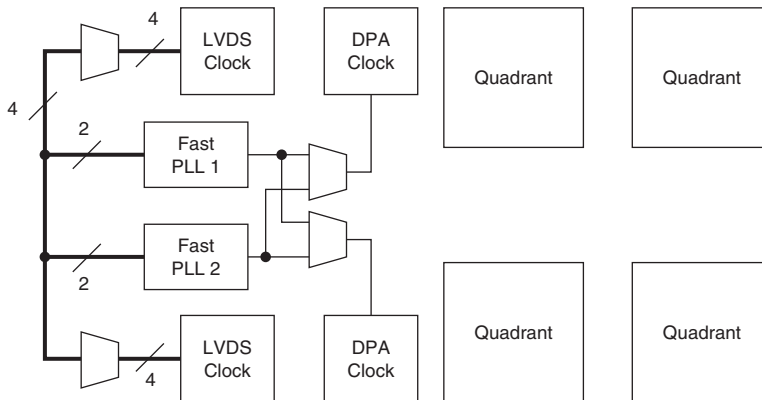 4
LVDS
Clock
DPA
Clock
Quadrant
Quadrant
4
2
Fast
PLL 1
Fast
PLL 2
2
LVDS
Clock
4
DPA
Clock
Quadrant
Quadrant